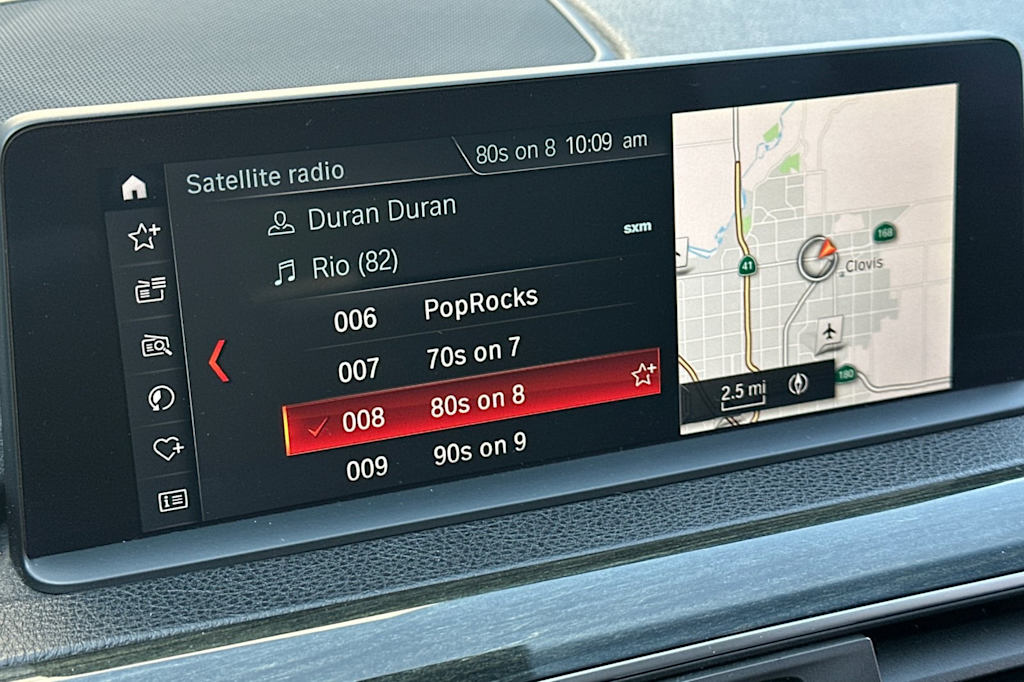 Satellite radio
80s on 8 10:09 am
Duran Duran
sxm
Rio (82)
006 PopRocks
007 70s on 7
008 80s on 8
009 90s on 9
168
41
Clovis
180
2.5 mi